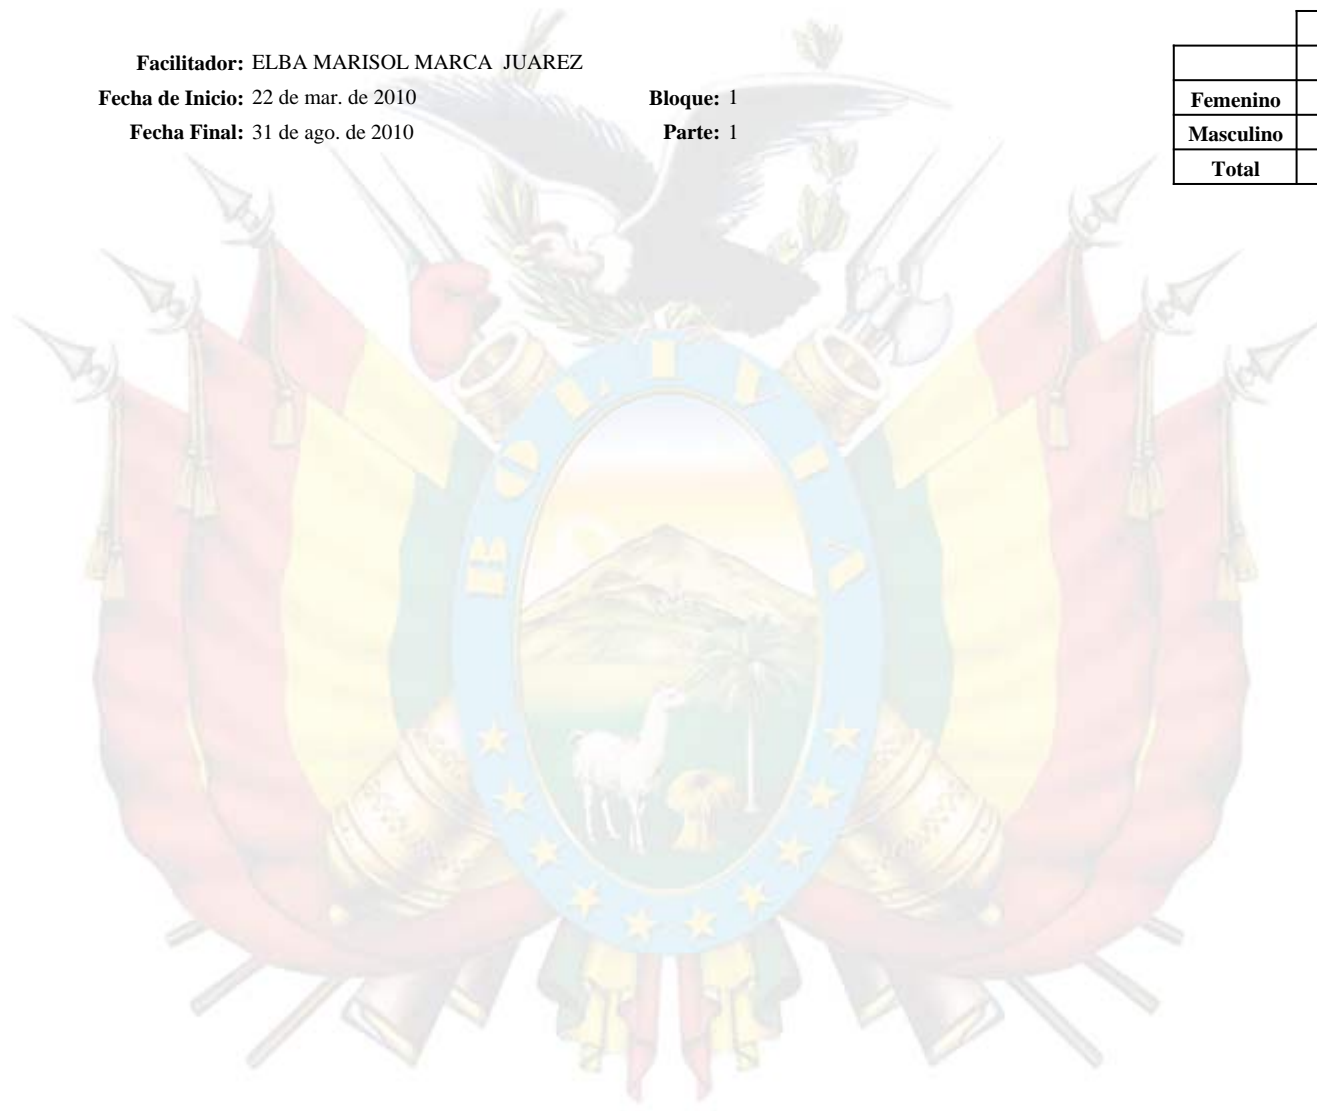 Facilitador: ELBA MARISOL MARCA JUAREZ
Fecha de Inicio: 22 de mar. de 2010 Bloque: 1
Fecha Final: 31 de ago. de 2010 Parte: 1
Femenino
Masculino
Total
BOLIVIA